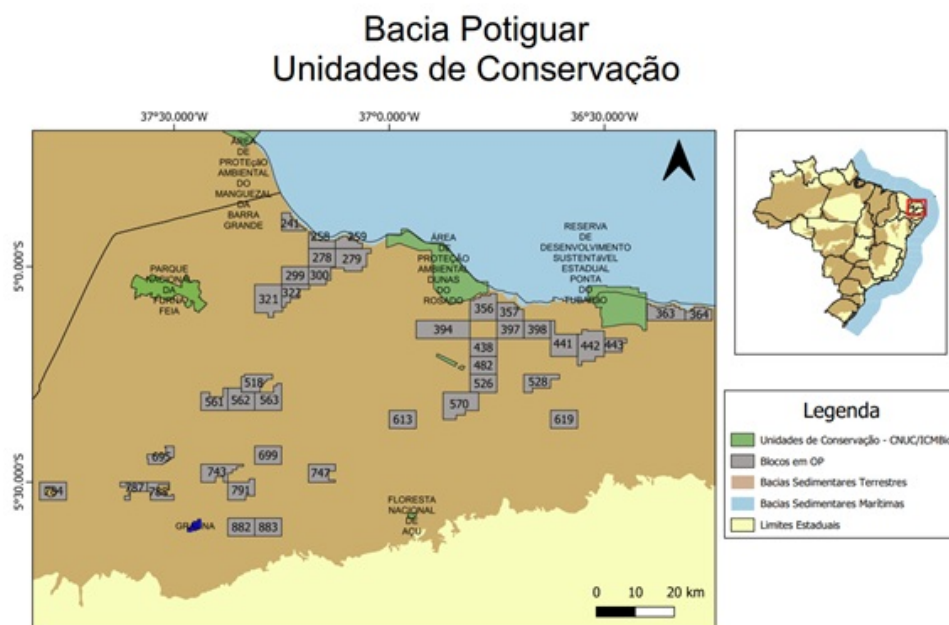 Bacia Potiguar
Unidades de Conservação
37°30.000'W
37°0.000'W
36°30.000'W
5°0.000'S
5°30.000'S
ÁREA
DE
PROTEÇÃO
AMBIENTAL
DO
MANGUEZAL
DA
BARRA
GRANDE
PARQUE
NACIONAL
DA
FURNA
FEIA
ÁREA
DE
PROTEÇÃO
AMBIENTAL
DUNAS
DO
ROSADO
RESERVA
DE
DESENVOLVIMENTO
SUSTENTÁVEL
ESTADUAL
PONTA
DO
TUBARÃO
241
258
259
278
279
299
300
321
322
356
357
363
364
394
397
398
438
441
442
443
482
518
526
528
561
562
563
570
613
619
695
699
743
747
784
787
791
882
883
FLORESTA
NACIONAL
DE
AÇU
0
10
20 km
Legenda
Unidades de Conservação - CNUC/ICMBio
Blocos em OP
Bacias Sedimentares Terrestres
Bacias Sedimentares Marítimas
Limites Estaduais